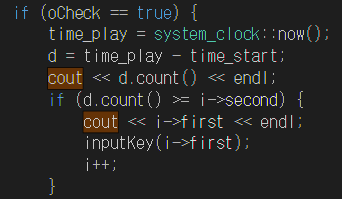 if (oCheck == true) {
time_play = system_clock::now();
d = time_play - time_start;
cout << d.count() << endl;
if (d.count() >= i->second) {
cout << i->first << endl;
inputKey(i->first);
i++;
}